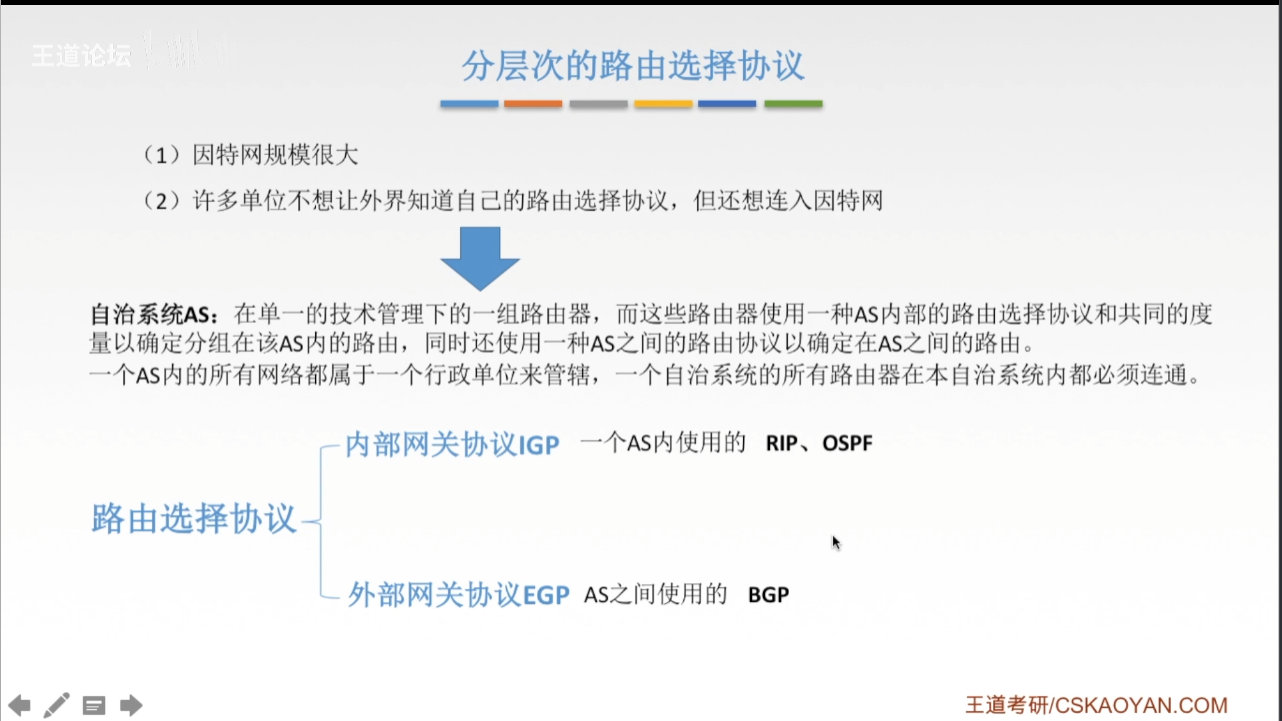 王道论坛
分层次的路由选择协议
（1）因特网规模很大
（2）许多单位不想让外界知道自己的路由选择协议，但还想连入因特网
自治系统AS：在单一的技术管理下的一组路由器，而这些路由器使用一种AS内部的路由选择协议和共同的度
量以确定分组在该AS内的路由，同时还使用一种AS之间的路由协议以确定在AS之间的路由。
一个AS内的所有网络都属于一个行政单位来管辖，一个自治系统的所有路由器在本自治系统内都必须连通。
内部网关协议IGP 一个AS内使用的 RIP、OSPF
路由选择协议
外部网关协议EGP AS之间使用的 BGP
王道考研/CSKAOYAN.COM